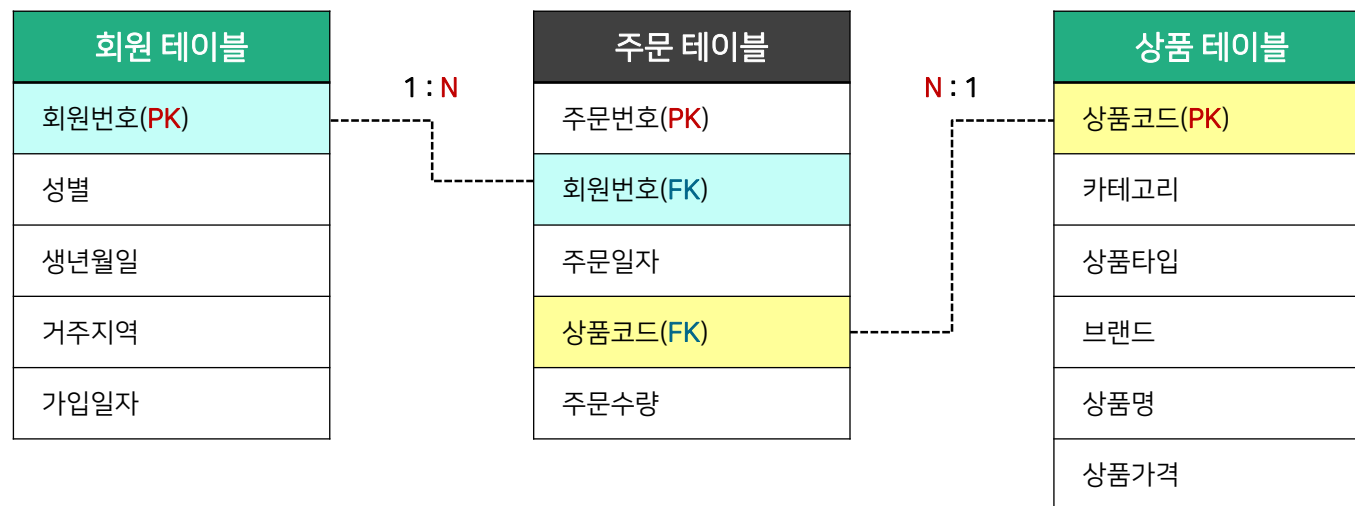 회원 테이블
회원번호(PK)
성별
생년월일
거주지역
가입일자
1 : N
주문 테이블
주문번호(PK)
회원번호(FK)
주문일자
상품코드(FK)
주문수량
N : 1
상품 테이블
상품코드(PK)
카테고리
상품타입
브랜드
상품명
상품가격